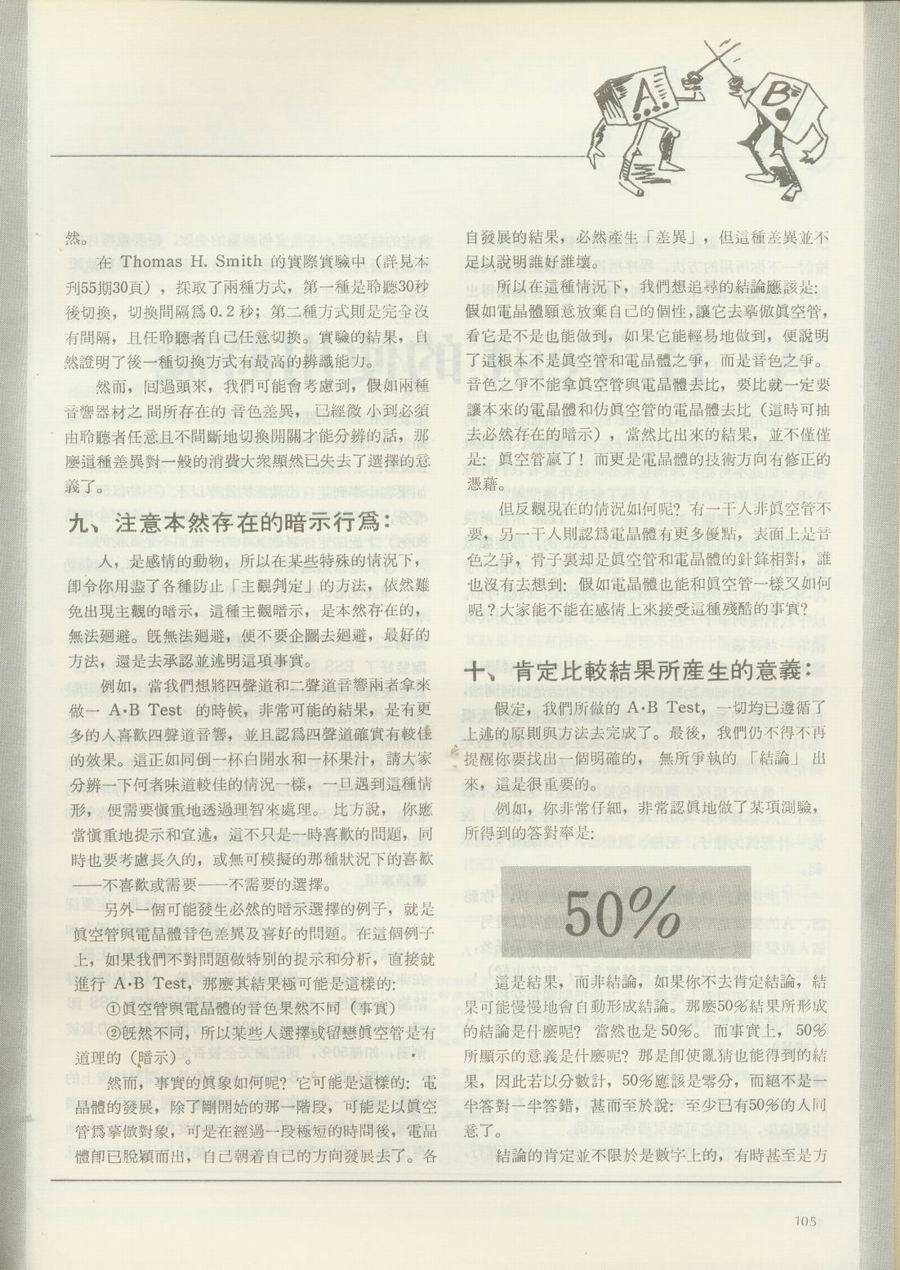 A
B
然。
在 Thomas H. Smith 的實際實驗中（詳見本
刊55期30頁），採取了兩種方式，第一種是聆聽30秒
後切換，切換間隔爲 0.2 秒；第二種方式則是完全沒
有間隔，且任聆聽者自己任意切換。實驗的結果，自
然證明了後一種切換方式有最高的辨識能力。
然而，囘過頭來，我們可能會考慮到，假如兩種
音響器材之間所存在的音色差異，已經微小到必須
由聆聽者任意且不間斷地切換開關才能分辨的話，那
麽這種差異對一般的消費大衆顯然已失去了選擇的意
義了。
九、注意本然存在的暗示行爲：
人，是感情的動物，所以在某些特殊的情況下，
卽令你用盡了各種防止「主觀判定」的方法，依然難
免出現主觀的暗示，這種主觀暗示，是本然存在的，
無法廻避。旣無法廻避，便不要企圖去廻避，最好的
方法，還是去承認並述明這項事實。
例如，當我們想將四聲道和二聲道音響兩者拿來
做一 A·B Test 的時候，非常可能的結果，是有更
多的人喜歡四聲道音響，並且認爲四聲道確實有較佳
的效果。這正如同倒一杯白開水和一杯果汁，請大家
分辨一下何者味道較佳的情況一樣，一旦遇到這種情
形，便需要愼重地透過理智來處理。比方說，你應
當愼重地提示和宣述，這不只是一時喜歡的問題，同
時也要考慮長久的，或無可模擬的那種狀況下的喜歡
——不喜歡或需要——不需要的選擇。
另外一個可能發生必然的暗示選擇的例子，就是
眞空管與電晶體音色差異及喜好的問題。在這個例子
上，如果我們不對問題做特別的提示和分析，直接就
進行 A·B Test，那麽其結果極可能是這樣的：
①眞空管與電晶體的音色果然不同（事實）
②旣然不同，所以某些人選擇或留戀眞空管是有
道理的（暗示）。
然而，事實的眞象如何呢？它可能是這樣的：電
晶體的發展，除了剛開始的那一階段，可能是以眞空
管爲摹倣對象，可是在經過一段極短的時間後，電晶
體卽已脫穎而出，自己朝着自己的方向發展去了。各
自發展的結果，必然產生「差異」，但這種差異並不
足以說明誰好誰壞。
所以在這種情況下，我們想追尋的結論應該是：
假如電晶體願意放棄自己的個性，讓它去摹倣眞空管，
看它是不是也能做到，如果它能輕易地做到，便說明
了這根本不是眞空管和電晶體之爭，而是音色之爭。
音色之爭不能拿眞空管與電晶體去比，要比就一定要
讓本來的電晶體和仿眞空管的電晶體去比（這時可抽
去必然存在的暗示），當然比出來的結果，並不僅僅
是：眞空管贏了！而更是電晶體的技術方向有修正的
憑藉。
但反觀現在的情況如何呢？有一干人非眞空管不
要，另一干人則認爲電晶體有更多優點，表面上是音
色之爭，骨子裏却是眞空管和電晶體的針鋒相對，誰
也沒有去想到：假如電晶體也能和眞空管一樣又如何
呢？大家能不能在感情上來接受這種殘酷的事實？
十、肯定比較結果所產生的意義：
假定，我們所做的 A·B Test，一切均已遵循了
上述的原則與方法去完成了。最後，我們仍不得不再
提醒你要找出一個明確的，無所爭執的「結論」出
來，這是很重要的。
例如，你非常仔細，非常認眞地做了某項測驗，
所得到的答對率是：
50%
這是結果，而非結論，如果你不去肯定結論，結
果可能慢慢地會自動形成結論。那麽50%結果所形成
的結論是什麽呢？當然也是 50%。而事實上，50%
所顯示的意義是什麽呢？那是卽使亂猜也能得到的結
果，因此若以分數計，50%應該是零分，而絕不是一
半答對一半答錯，甚而至於說：至少已有50%的人同
意了。
結論的肯定並不限於是數字上的，有時甚至是方
105